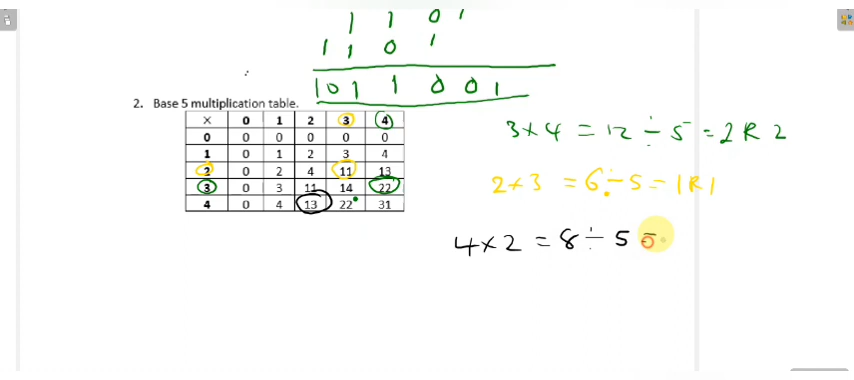 1 1 0 1
1 1 0 1
1 0 1 1 1 0 0 1
2. Base 5 multiplication table.
× 0 1 2 3 4
0 0 0 0 0 0
1 0 1 2 3 4
2 0 2 4 11 13
3 0 3 11 14 22
4 0 4 13 22 31
3 × 4 = 12 ÷ 5 = 2 R 2
2 × 3 = 6 ÷ 5 = 1 R 1
4 × 2 = 8 ÷ 5 =